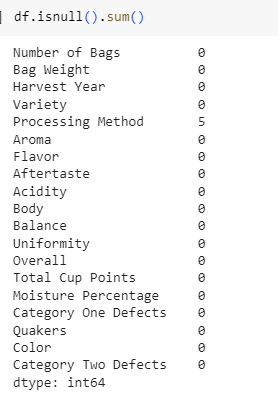 df.isnull().sum()
Number of Bags 0
Bag Weight 0
Harvest Year 0
Variety 0
Processing Method 5
Aroma 0
Flavor 0
Aftertaste 0
Acidity 0
Body 0
Balance 0
Uniformity 0
Overall 0
Total Cup Points 0
Moisture Percentage 0
Category One Defects 0
Quakers 0
Color 0
Category Two Defects 0
dtype: int64